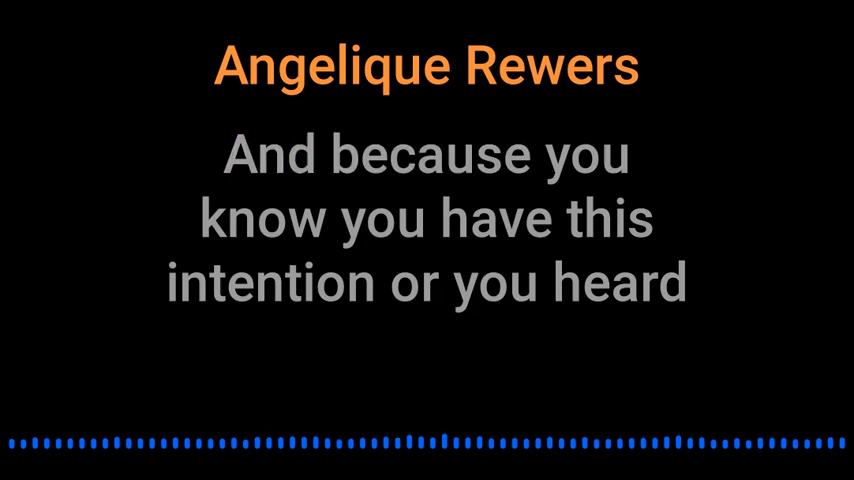 Angelique Rewers
And because you
know you have this
intention or you heard